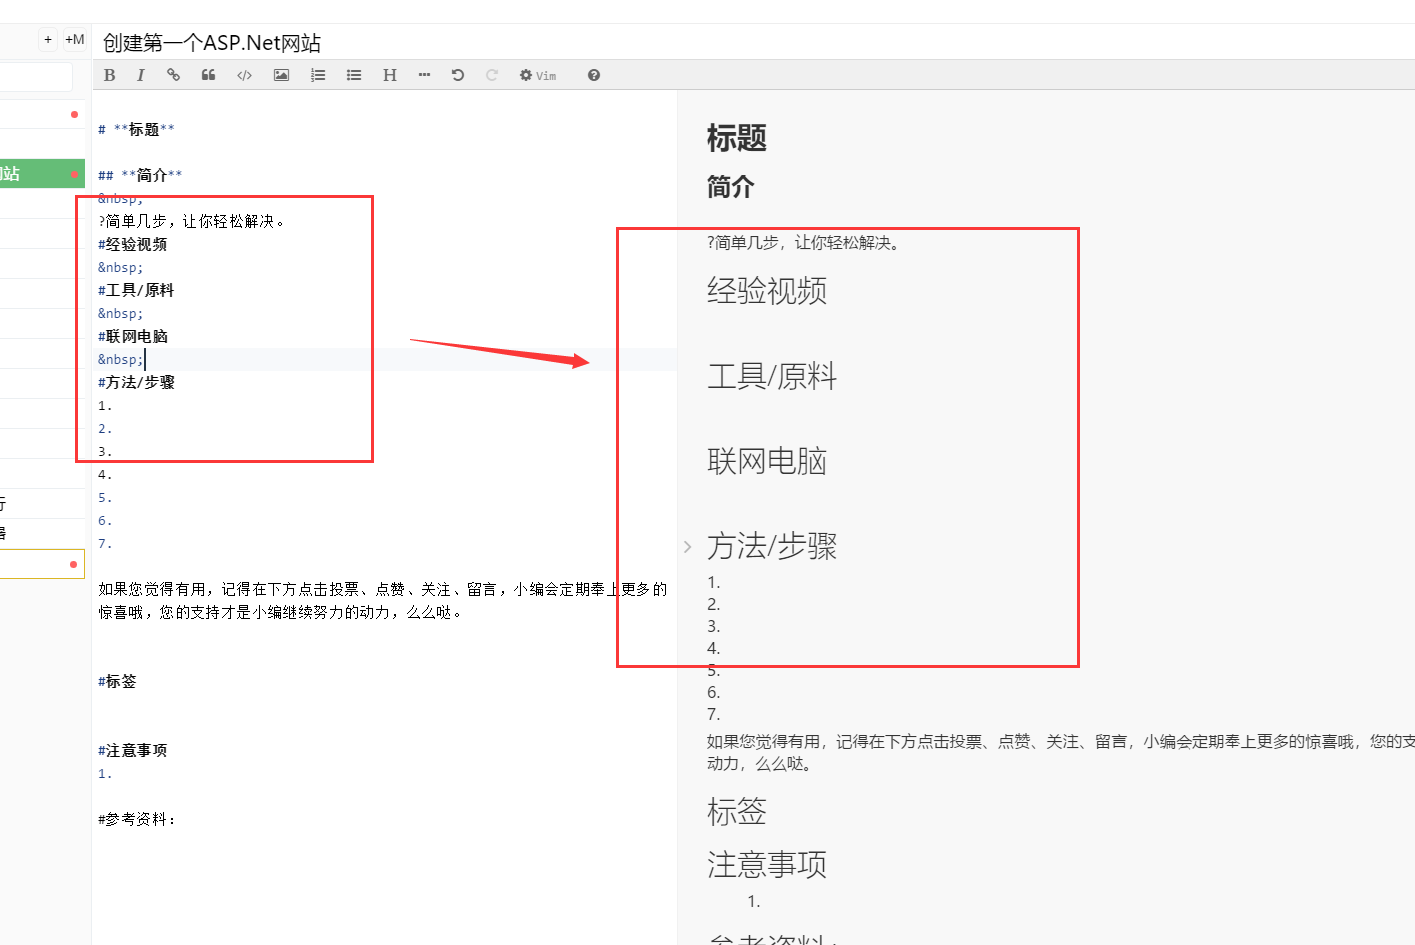 + +M
创建第一个ASP.Net网站
B I </> H Vim
网站
# **标题**
## **简介**
&nbsp;
?简单几步，让你轻松解决。
#经验视频
&nbsp;
#工具/原料
&nbsp;
#联网电脑
&nbsp;
#方法/步骤
1.
2.
3.
4.
5.
6.
7.
如果您觉得有用，记得在下方点击投票、点赞、关注、留言，小编会定期奉上更多的
惊喜哦，您的支持才是小编继续努力的动力，么么哒。
#标签
#注意事项
1.
#参考资料：
标题
简介
?简单几步，让你轻松解决。
经验视频
工具/原料
联网电脑
方法/步骤
1.
2.
3.
4.
5.
6.
7.
如果您觉得有用，记得在下方点击投票、点赞、关注、留言，小编会定期奉上更多的惊喜哦，您的支
动力，么么哒。
标签
注意事项
1.
参考资料：